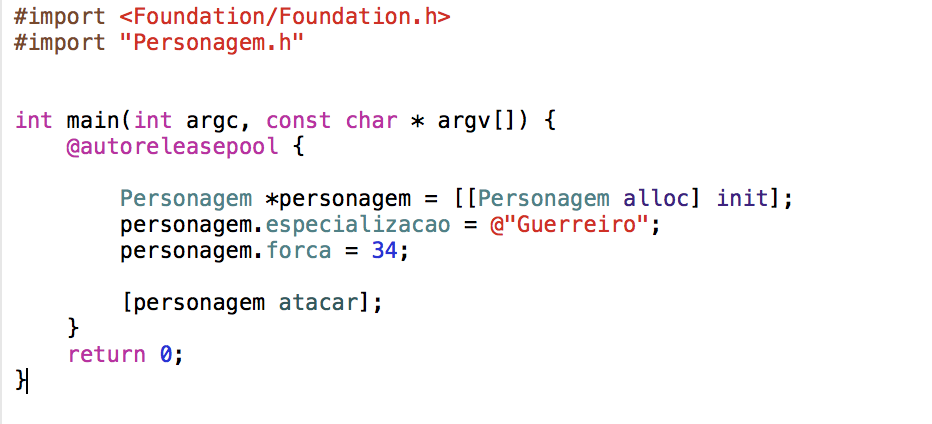 #import <Foundation/Foundation.h>
#import "Personagem.h"
int main(int argc, const char * argv[]) {
@autoreleasepool {
Personagem *personagem = [[Personagem alloc] init];
personagem.especializacao = @"Guerreiro";
personagem.forca = 34;
[personagem atacar];
}
return 0;
}